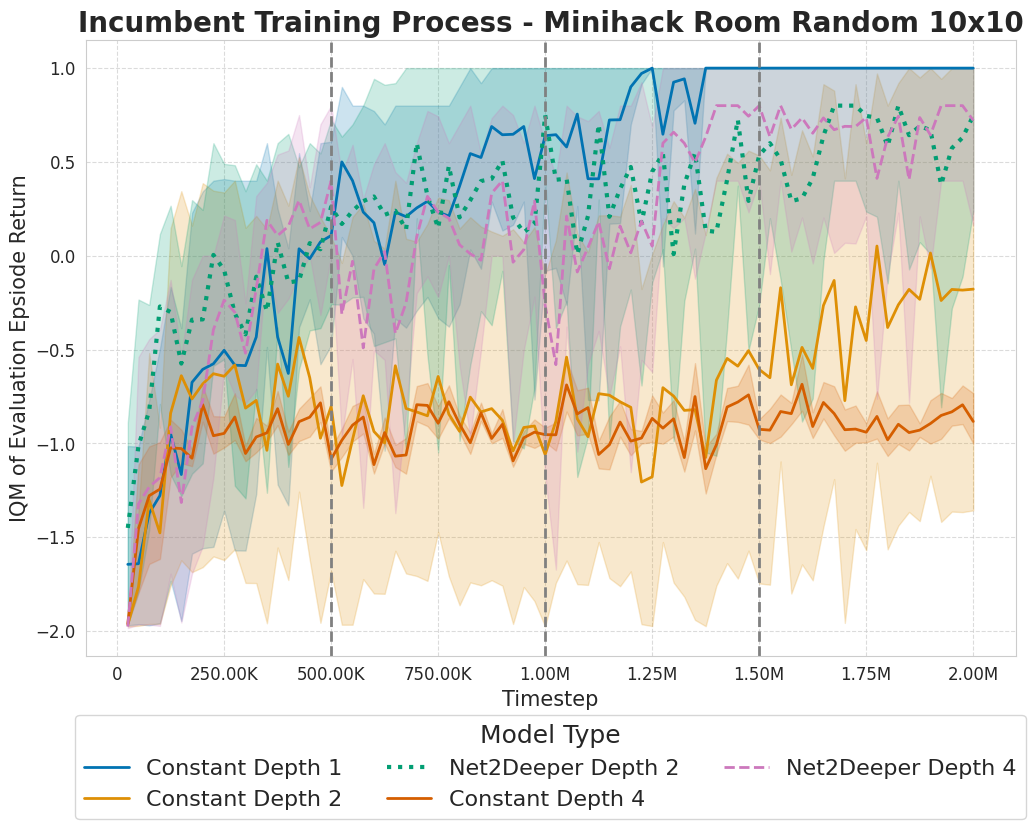 Incumbent Training Process - Minihack Room Random 10x10
IQM of Evaluation Epsiode Return
1.0
0.5
0.0
−0.5
−1.0
−1.5
−2.0
0 250.00K 500.00K 750.00K 1.00M 1.25M 1.50M 1.75M 2.00M
Timestep
Model Type
Constant Depth 1 Net2Deeper Depth 2 Net2Deeper Depth 4
Constant Depth 2 Constant Depth 4